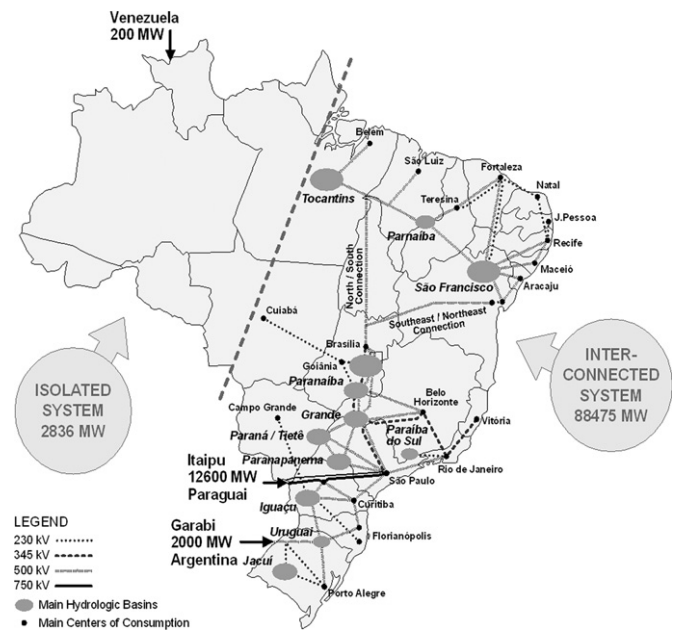 Venezuela
200 MW
Belém
São Luiz
Fortaleza
Tocantins
Teresina
Natal
Parnaíba
J.Pessoa
Recife
São Francisco
Maceió
Aracaju
North / South
Connection
Southeast / Northeast
Connection
Cuiabá
Brasília
Goiânia
Paranaíba
ISOLATED
SYSTEM
2836 MW
INTER-
CONNECTED
SYSTEM
88475 MW
Campo Grande
Grande
Belo
Horizonte
Vitória
Paraná / Tietê
Paraíba
do Sul
Paranapanema
Rio de Janeiro
Itaipu
12600 MW
Paraguai
São Paulo
Iguaçu
Curitiba
Garabi
2000 MW
Argentina
Uruguai
Florianópolis
Jacuí
Porto Alegre
LEGEND
230 kV
345 kV
500 kV
750 kV
Main Hydrologic Basins
Main Centers of Consumption